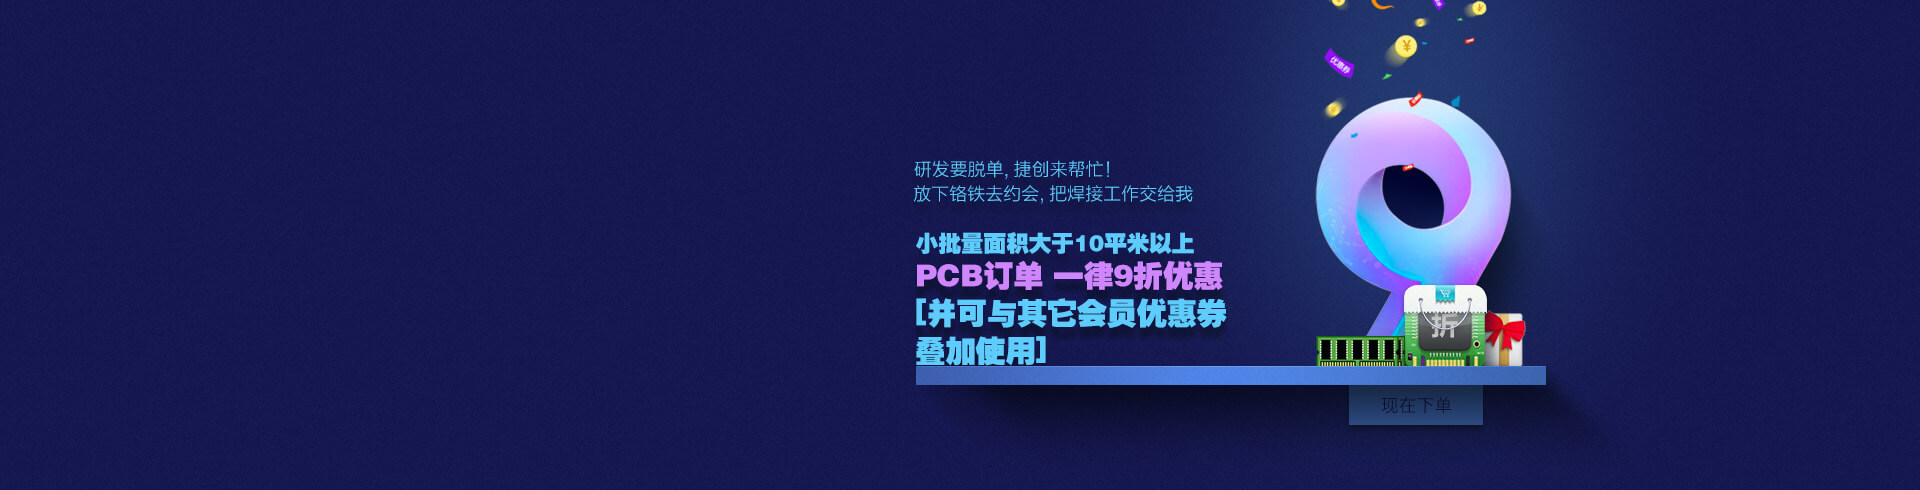 优惠券
研发要脱单, 捷创来帮忙!
放下铬铁去约会, 把焊接工作交给我
小批量面积大于10平米以上
PCB订单 一律9折优惠
[并可与其它会员优惠券
叠加使用]
9
折
现在下单